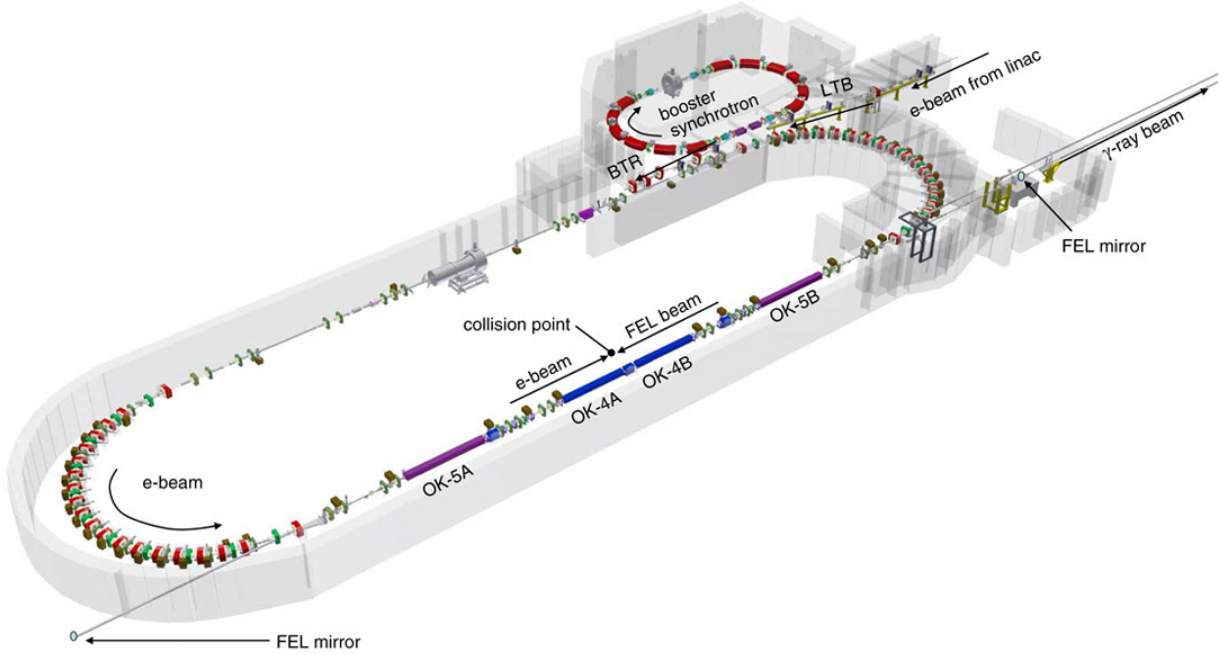 LTB
e-beam from linac
booster
synchrotron
BTR
γ-ray beam
FEL mirror
OK-5B
FEL beam
collision point
OK-4B
e-beam
OK-4A
OK-5A
e-beam
FEL mirror